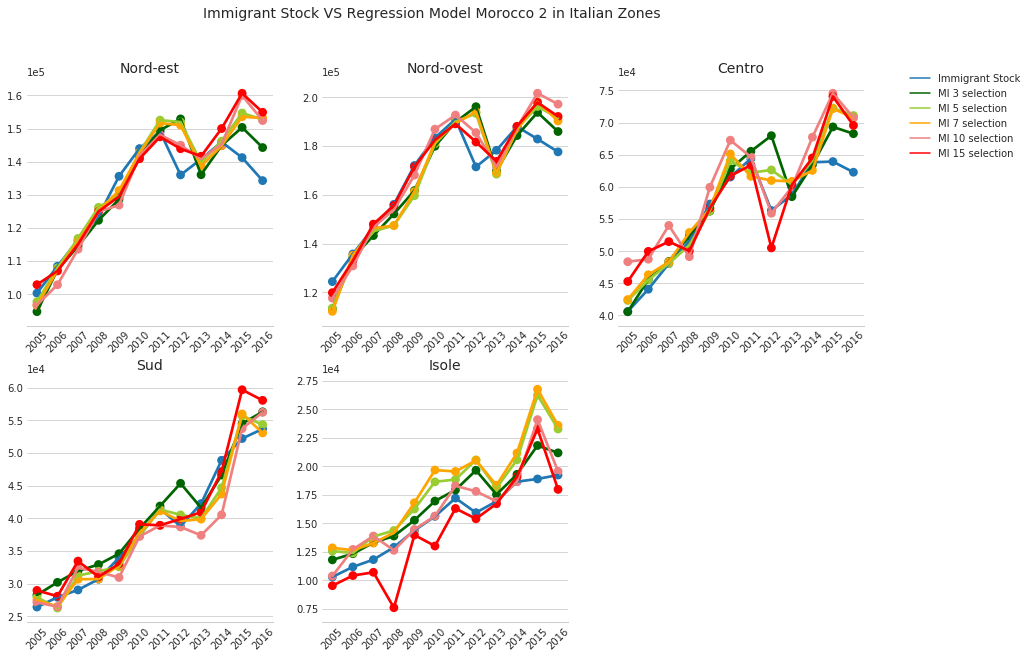 Immigrant Stock VS Regression Model Morocco 2 in Italian Zones
Nord-est
1e5
1.6
1.5
1.4
1.3
1.2
1.1
1.0
2005 2006 2007 2008 2009 2010 2011 2012 2013 2014 2015 2016
Nord-ovest
1e5
2.0
1.8
1.6
1.4
1.2
2005 2006 2007 2008 2009 2010 2011 2012 2013 2014 2015 2016
Centro
1e4
7.5
7.0
6.5
6.0
5.5
5.0
4.5
4.0
2005 2006 2007 2008 2009 2010 2011 2012 2013 2014 2015 2016
Immigrant Stock
MI 3 selection
MI 5 selection
MI 7 selection
MI 10 selection
MI 15 selection
Sud
1e4
6.0
5.5
5.0
4.5
4.0
3.5
3.0
2.5
2005 2006 2007 2008 2009 2010 2011 2012 2013 2014 2015 2016
Isole
1e4
2.75
2.50
2.25
2.00
1.75
1.50
1.25
1.00
0.75
2005 2006 2007 2008 2009 2010 2011 2012 2013 2014 2015 2016